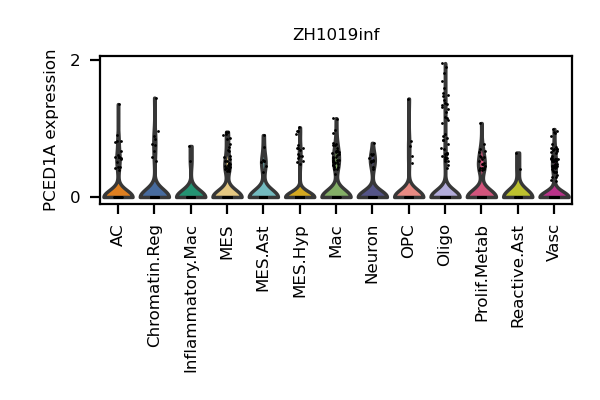 ZH1019inf
PCED1A expression
2
0
AC
Chromatin.Reg
Inflammatory.Mac
MES
MES.Ast
MES.Hyp
Mac
Neuron
OPC
Oligo
Prolif.Metab
Reactive.Ast
Vasc